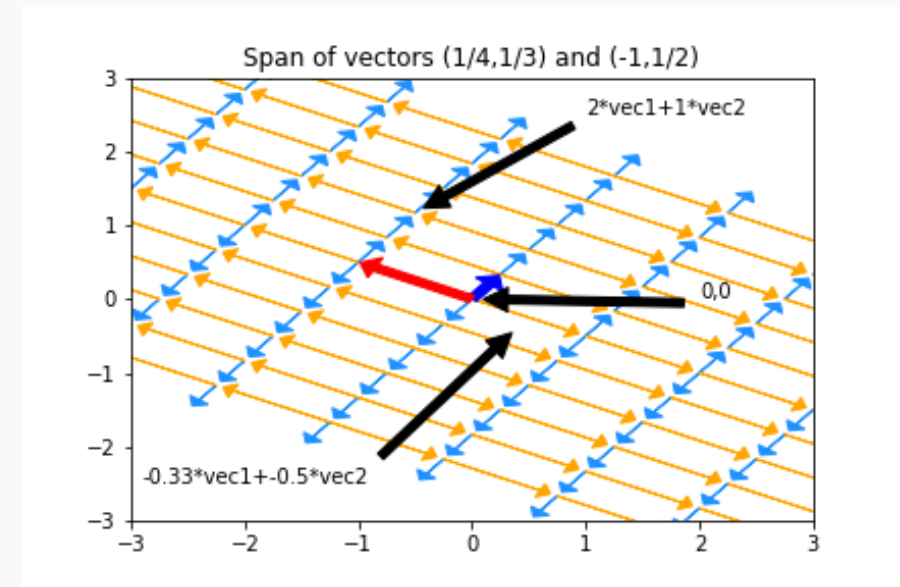 Span of vectors (1/4,1/3) and (-1,1/2)
3
2*vec1+1*vec2
2
1
0,0
0
−1
−2
-0.33*vec1+-0.5*vec2
−3
−3 −2 −1 0 1 2 3